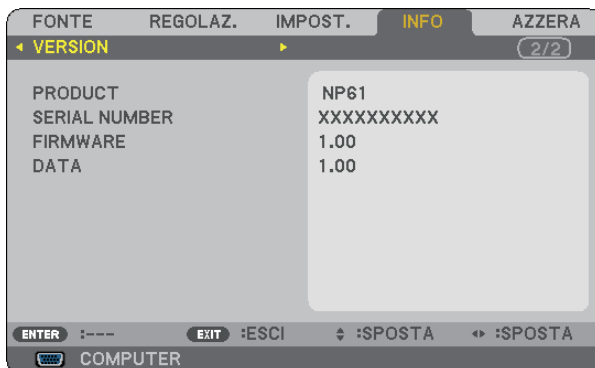 FONTE REGOLAZ. IMPOST. INFO AZZERA
VERSION 2/2
PRODUCT NP61
SERIAL NUMBER XXXXXXXXXX
FIRMWARE 1.00
DATA 1.00
ENTER :--- EXIT :ESCI :SPOSTA :SPOSTA
COMPUTER